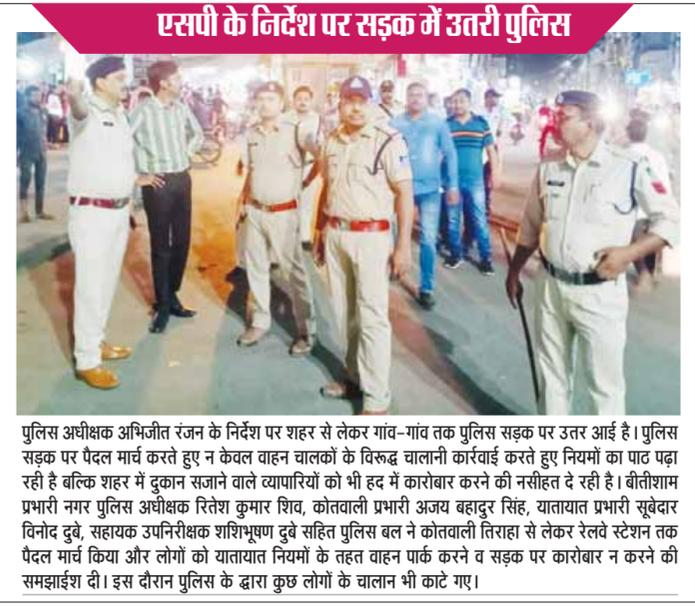 एसपी के निर्देश पर सड़क में उतरी पुलिस
पुलिस अधीक्षक अभिजीत रंजन के निर्देश पर शहर से लेकर गांव-गांव तक पुलिस सड़क पर उतर आई है। पुलिस
सड़क पर पैदल मार्च करते हुए न केवल वाहन चालकों के विरूद्ध चालानी कार्रवाई करते हुए नियमों का पाठ पढ़ा
रही है बल्कि शहर में दुकान सजाने वाले व्यापारियों को भी हद में कारोबार करने की नसीहत दे रही है। बीतीशाम
प्रभारी नगर पुलिस अधीक्षक रितेश कुमार शिव, कोतवाली प्रभारी अजय बहादुर सिंह, यातायात प्रभारी सूबेदार
विनोद दुबे, सहायक उपनिरीक्षक शशिभूषण दुबे सहित पुलिस बल ने कोतवाली तिराहा से लेकर रेलवे स्टेशन तक
पैदल मार्च किया और लोगों को यातायात नियमों के तहत वाहन पार्क करने व सड़क पर कारोबार न करने की
समझाईश दी। इस दौरान पुलिस के द्वारा कुछ लोगों के चालान भी काटे गए।